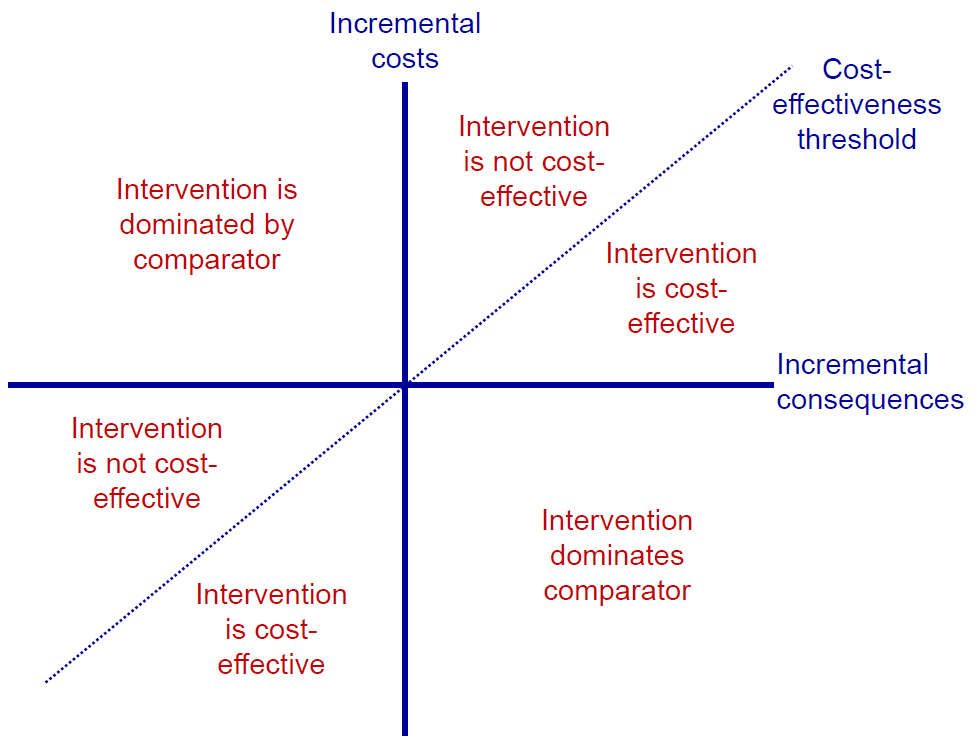 Incremental
costs
Cost-
effectiveness
threshold
Intervention
is not cost-
effective
Intervention is
dominated by
comparator
Intervention
is cost-
effective
Incremental
consequences
Intervention
is not cost-
effective
Intervention
dominates
comparator
Intervention
is cost-
effective